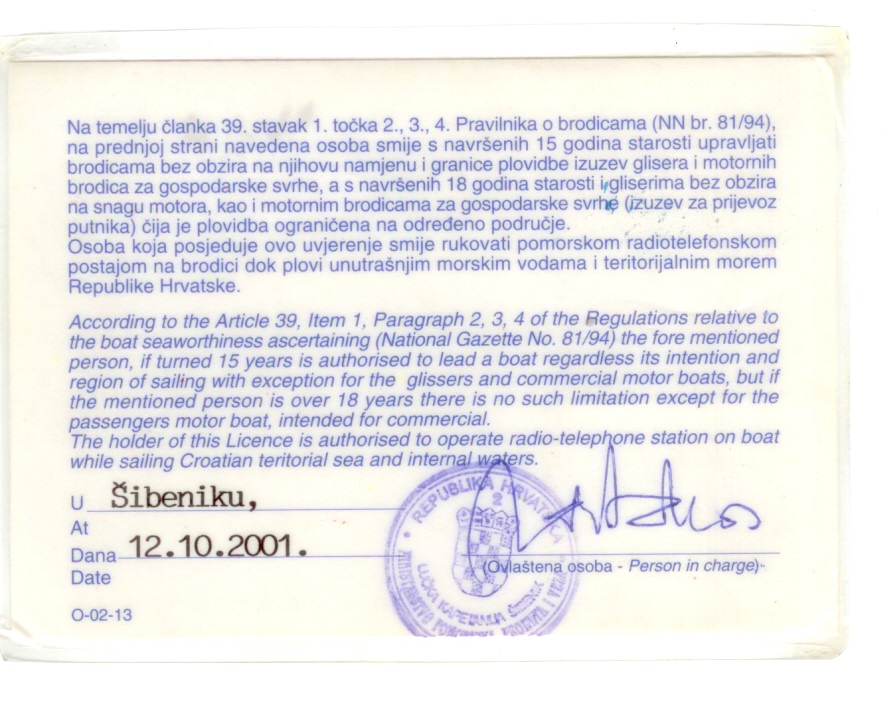 Na temelju članka 39. stavak 1. točka 2., 3., 4. Pravilnika o brodicama (NN br. 81/94),
na prednjoj strani navedena osoba smije s navršenih 15 godina starosti upravljati
brodicama bez obzira na njihovu namjenu i granice plovidbe izuzev glisera i motornih
brodica za gospodarske svrhe, a s navršenih 18 godina starosti i gliserima bez obzira
na snagu motora, kao i motornim brodicama za gospodarske svrhe (izuzev za prijevoz
putnika) čija je plovidba ograničena na određeno područje.
Osoba koja posjeduje ovo uvjerenje smije rukovati pomorskom radiotelefonskom
postajom na brodici dok plovi unutrašnjim morskim vodama i teritorijalnim morem
Republike Hrvatske.
According to the Article 39, Item 1, Paragraph 2, 3, 4 of the Regulations relative to
the boat seaworthiness ascertaining (National Gazette No. 81/94) the fore mentioned
person, if turned 15 years is authorised to lead a boat regardless its intention and
region of sailing with exception for the glissers and commercial motor boats, but if
the mentioned person is over 18 years there is no such limitation except for the
passengers motor boat, intended for commercial.
The holder of this Licence is authorised to operate radio-telephone station on boat
while sailing Croatian teritorial sea and internal waters.
U Šibeniku,
At
Dana 12.10.2001.
Date
(Ovlaštena osoba - Person in charge)
O-02-13
REPUBLIKA HRVATSKA
2
LUČKA KAPETANIJA ŠIBENIK